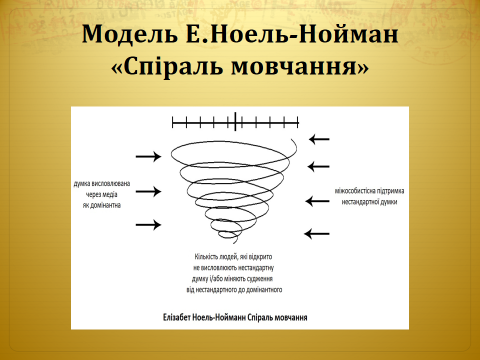 Модель Е.Ноель-Нойман
«Спіраль мовчання»
думка висловлювана
через медіа
як домінантна
міжособистісна підтримка
нестандартної думки
Кількість людей, які відкрито
не висловлюють нестандартну
думку і/або міняють судження
від нестандартного до домінантного
Елізабет Ноель-Нойманн Спіраль мовчання